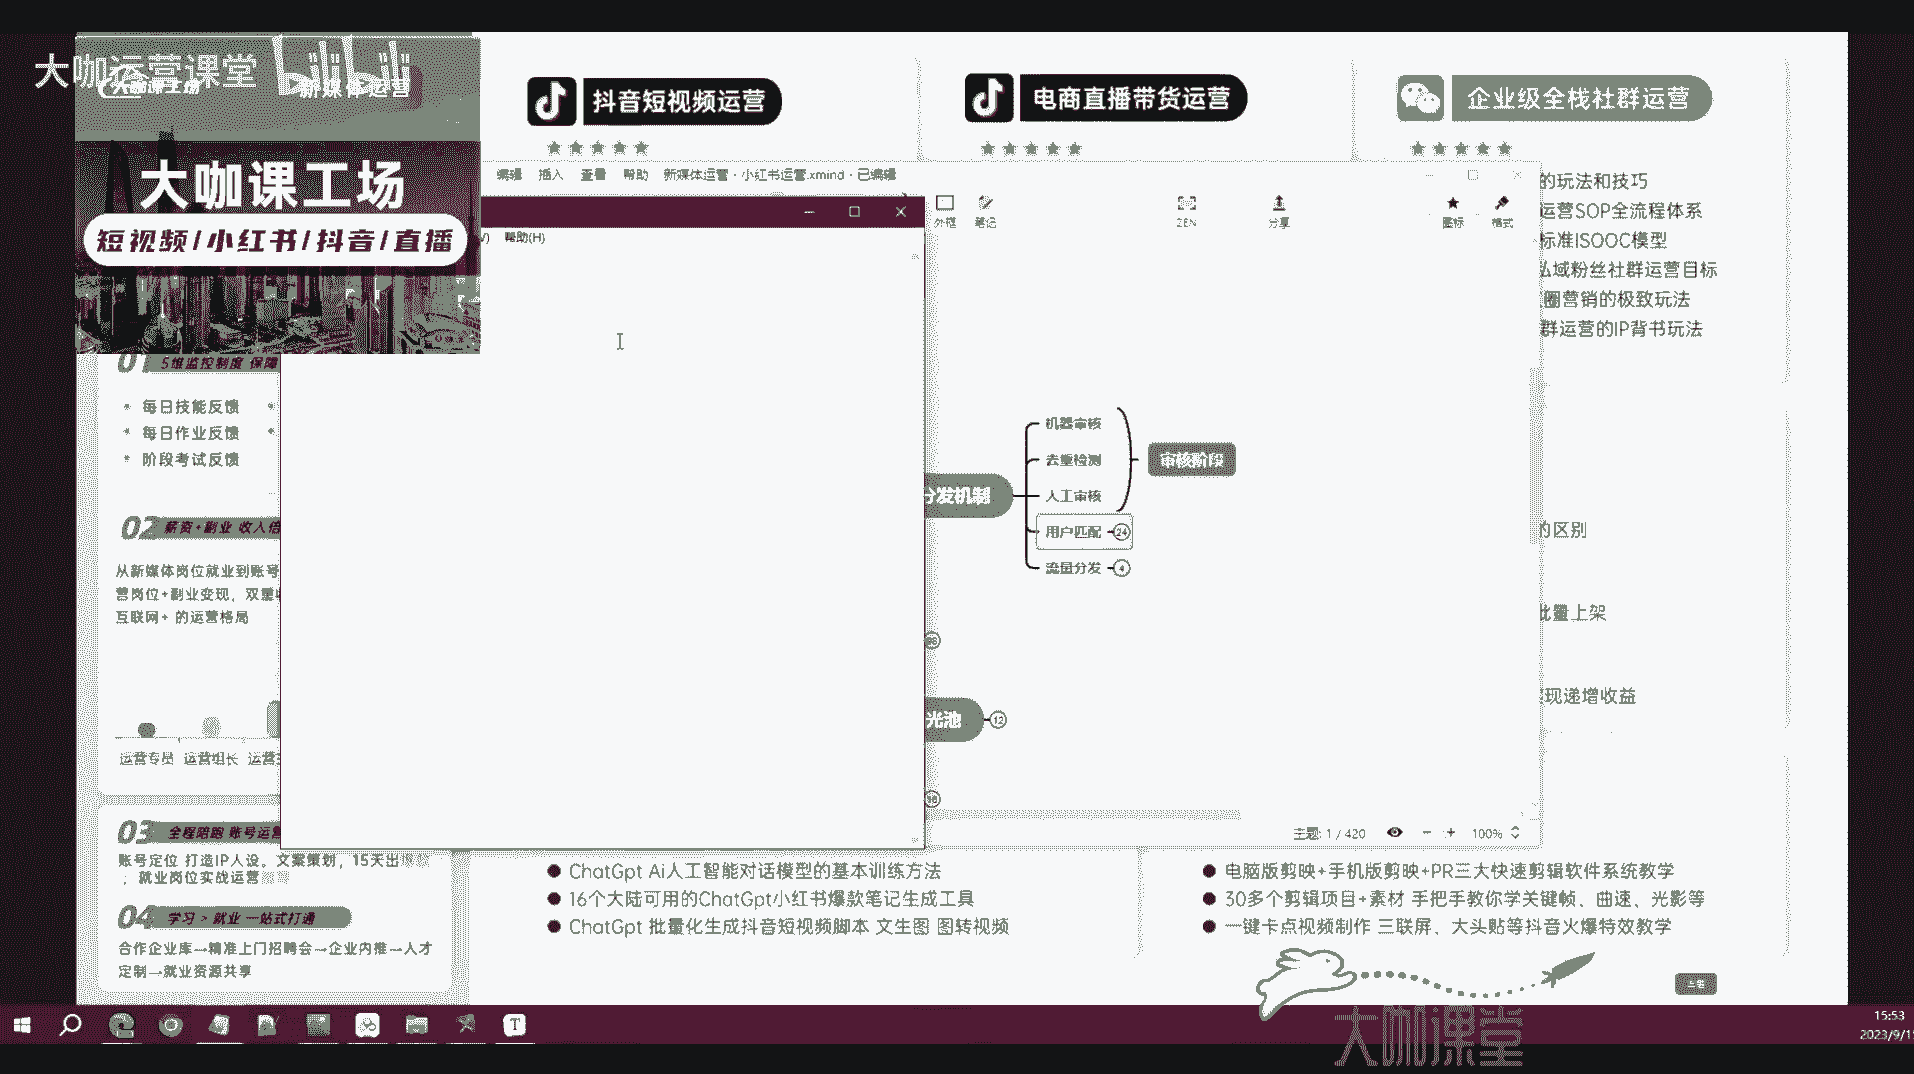 大咖运营课堂
新媒体运营
大咖课工场
短视频/小红书/抖音/直播
抖音短视频运营
电商直播带货运营
企业级全栈社群运营
编辑 插入 查看 帮助 新媒体运营·小红书运营.xmind·已编辑
外框 笔记 ZEN 分享 图标 格式
帮助(H)
的玩法和技巧
运营SOP全流程体系
标准ISOOC模型
私域粉丝社群运营目标
圈营销的极致玩法
群运营的IP背书玩法
01 5维监控制度 保障
每日技能反馈
每日作业反馈
阶段考试反馈
机器审核
去重检测
人工审核
审核阶段
分发机制
用户匹配 24
流量分发 4
02 薪资+副业 收入倍
从新媒体岗位就业到账号
营岗位+副业变现，双重
互联网+ 的运营格局
的区别
批量上架
现递增收益
光池 12
运营专员 运营组长 运营
主题: 1 / 420 100%
03 全程陪跑 账号运营
账号定位 打造IP人设。文案策划，15天出
；就业岗位实战运营
04 学习 > 就业 一站式打通
合作企业库→精准上门招聘会→企业内推→人才
定制→就业资源共享
ChatGpt Ai人工智能对话模型的基本训练方法
16个大陆可用的ChatGpt小红书爆款笔记生成工具
ChatGpt 批量化生成抖音短视频脚本 文生图 图转视频
电脑版剪映+手机版剪映+PR三大快速剪辑软件系统教学
30多个剪辑项目+素材 手把手教你学关键帧、曲速、光影等
一键卡点视频制作 三联屏、大头贴等抖音火爆特效教学
大咖课堂
15:53
2023/9/1